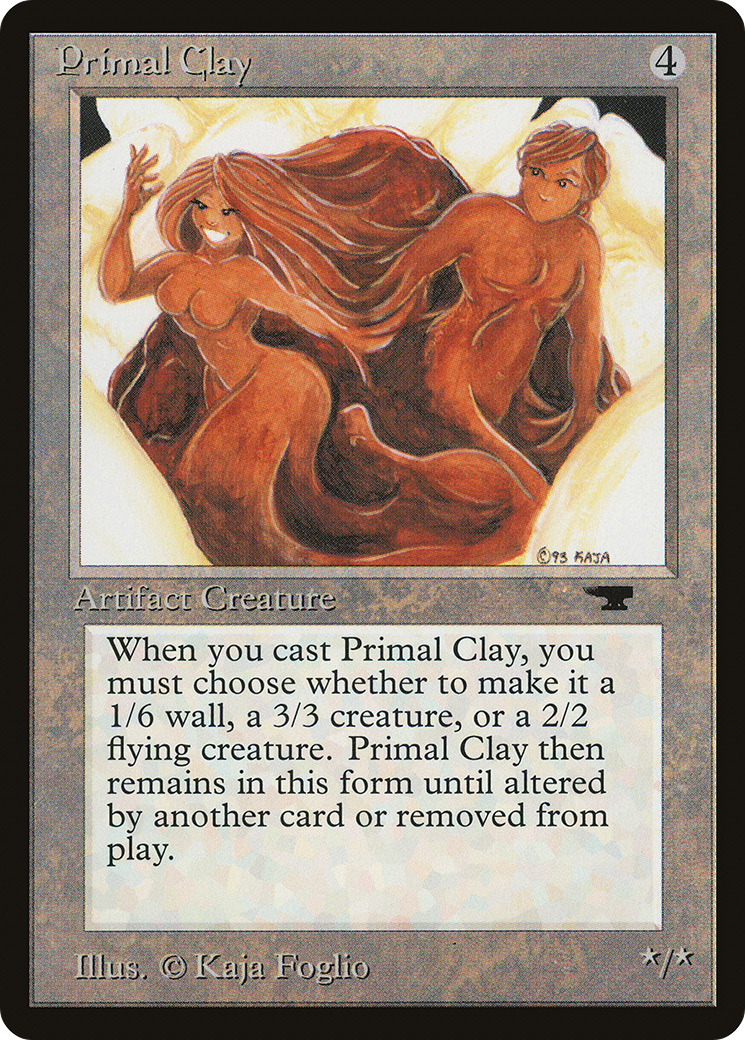 Primal Clay
4
©93 KAJA
Artifact Creature
When you cast Primal Clay, you
must choose whether to make it a
1/6 wall, a 3/3 creature, or a 2/2
flying creature. Primal Clay then
remains in this form until altered
by another card or removed from
play.
Illus. © Kaja Foglio
*/*